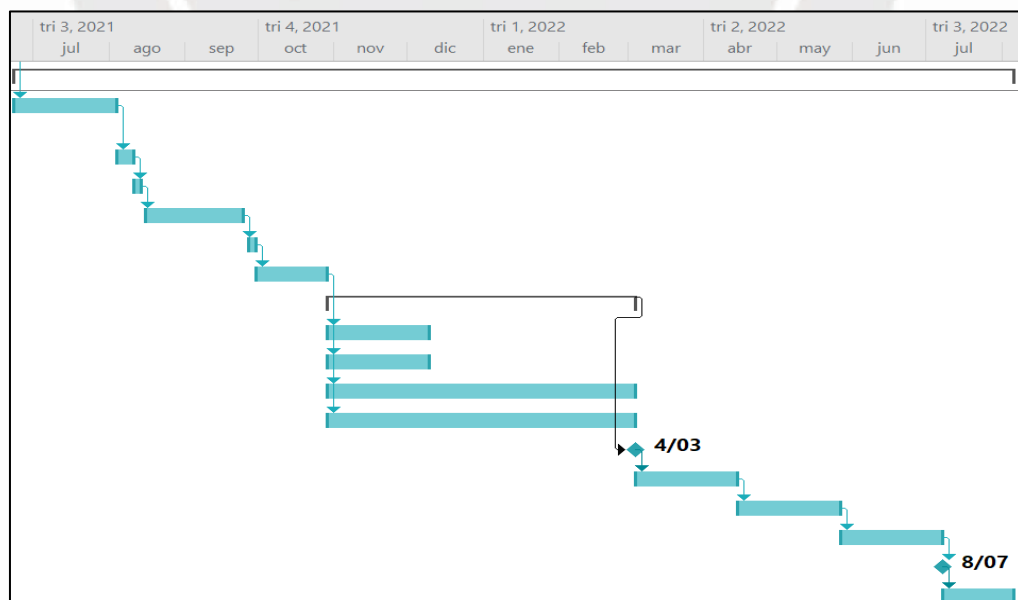 tri 3, 2021 tri 4, 2021 tri 1, 2022 tri 2, 2022 tri 3, 2022
jul ago sep oct nov dic ene feb mar abr may jun jul
4/03
8/07